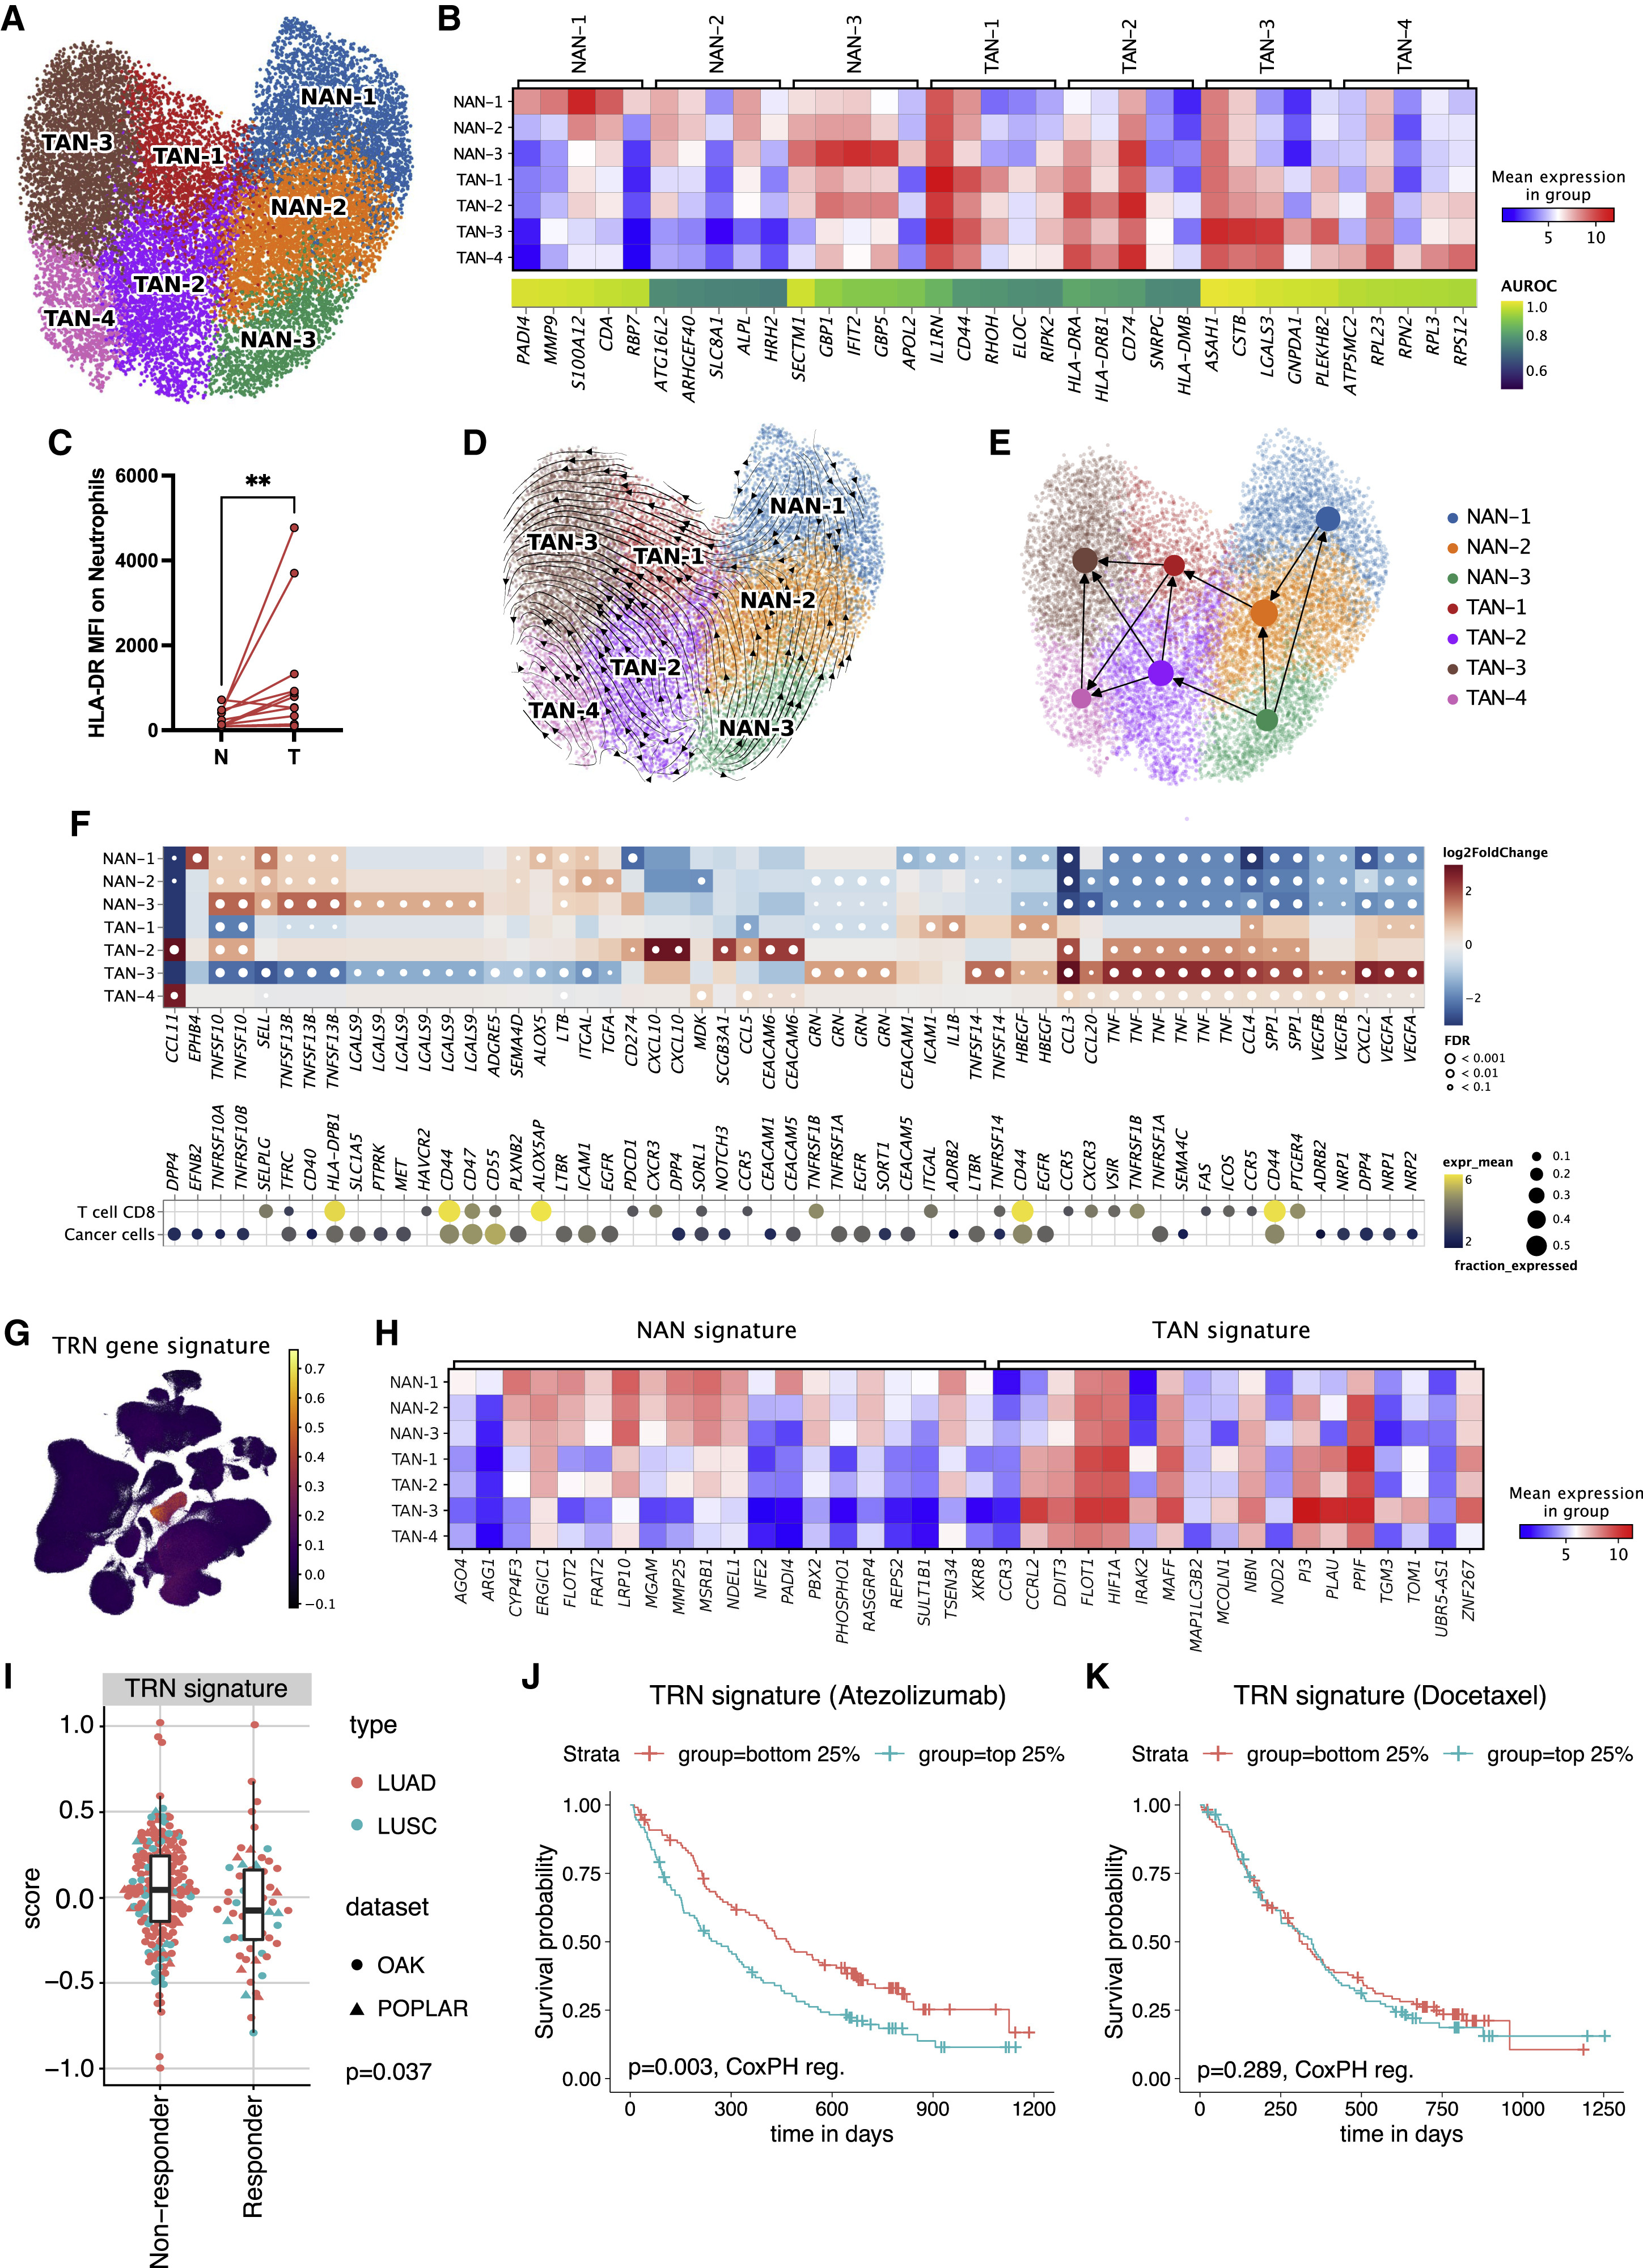 A
NAN-1
TAN-3
TAN-1
NAN-2
TAN-2
TAN-4
NAN-3
B
NAN−1 NAN−2 NAN−3 TAN−1 TAN−2 TAN−3 TAN−4
NAN−1
NAN−2
NAN−3
TAN−1
TAN−2
TAN−3
TAN−4
PADI4 MMP9 S100A12 CDA RBP7 ATG16L2 ARHGEF40 SLC8A1 ALPL HRH2 SECTM1 GBP1 IFIT2 GBP5 APOL2 IL1RN CD44 RHOH ELOC RIPK2 HLA−DRA HLA−DRB1 CD74 SNRPG HLA−DMB ASAH1 CSTB LGALS3 GNPDA1 PLEKHB2 ATP5MC2 RPL23 RPN2 RPL3 RPS12
Mean expression
in group
5 10
AUROC
1.0
0.8
0.6
C
HLA-DR MFI on Neutrophils
6000
4000
2000
0
**
N T
D
NAN-1
TAN-3
TAN-1
NAN-2
TAN-2
TAN-4
NAN-3
E
NAN−1
NAN−2
NAN−3
TAN−1
TAN−2
TAN−3
TAN−4
F
NAN−1
NAN−2
NAN−3
TAN−1
TAN−2
TAN−3
TAN−4
CCL11 EPHB4 TNFSF10 TNFSF10 SELL TNFSF13B TNFSF13B TNFSF13B LGALS9 LGALS9 LGALS9 LGALS9 LGALS9 LGALS9 ADGRE5 SEMA4D ALOX5 LTB ITGAL TGFA CD274 CXCL10 CXCL10 MDK SCGB3A1 CCL5 CEACAM6 CEACAM6 GRN GRN GRN GRN CEACAM1 ICAM1 IL1B TNFSF14 TNFSF14 HBEGF HBEGF CCL3 CCL20 TNF TNF TNF TNF TNF TNF CCL4 SPP1 SPP1 VEGFB VEGFB CXCL2 VEGFA VEGFA
log2FoldChange
2
0
−2
FDR
< 0.001
< 0.01
< 0.1
DPP4 EFNB2 TNFRSF10A TNFRSF10B SELPLG TFRC CD40 HLA−DPB1 SLC1A5 PTPRK MET HAVCR2 CD44 CD47 CD55 PLXNB2 ALOX5AP LTBR ICAM1 EGFR PDCD1 CXCR3 DPP4 SORL1 NOTCH3 CCR5 CEACAM1 CEACAM5 TNFRSF1B TNFRSF1A EGFR SORT1 CEACAM5 ITGAL ADRB2 LTBR TNFRSF14 CD44 EGFR CCR5 CXCR3 VSIR TNFRSF1B TNFRSF1A SEMA4C FAS ICOS CCR5 CD44 PTGER4 ADRB2 NRP1 DPP4 NRP1 NRP2
T cell CD8
Cancer cells
expr_mean
6
2
0.1
0.2
0.3
0.4
0.5
fraction_expressed
G
TRN gene signature
0.7
0.6
0.5
0.4
0.3
0.2
0.1
0.0
−0.1
H
NAN signature TAN signature
NAN−1
NAN−2
NAN−3
TAN−1
TAN−2
TAN−3
TAN−4
AGO4 ARG1 CYP4F3 ERGIC1 FLOT2 FRAT2 LRP10 MGAM MMP25 MSRB1 NDEL1 NFE2 PADI4 PBX2 PHOSPHO1 RASGRP4 REPS2 SULT1B1 TSEN34 XKR8 CCR3 CCRL2 DDIT3 FLOT1 HIF1A IRAK2 MAFF MAP1LC3B2 MCOLN1 NBN NOD2 PI3 PLAU PPIF TGM3 TOM1 UBR5-AS1 ZNF267
Mean expression
in group
5 10
I
TRN signature
score
1.0
0.5
0.0
−0.5
−1.0
Non−responder
Responder
type
LUAD
LUSC
dataset
OAK
POPLAR
p=0.037
J
TRN signature (Atezolizumab)
Strata group=bottom 25% group=top 25%
Survival probability
1.00
0.75
0.50
0.25
0.00
p=0.003, CoxPH reg.
0 300 600 900 1200
time in days
K
TRN signature (Docetaxel)
Strata group=bottom 25% group=top 25%
Survival probability
1.00
0.75
0.50
0.25
0.00
p=0.289, CoxPH reg.
0 250 500 750 1000 1250
time in days